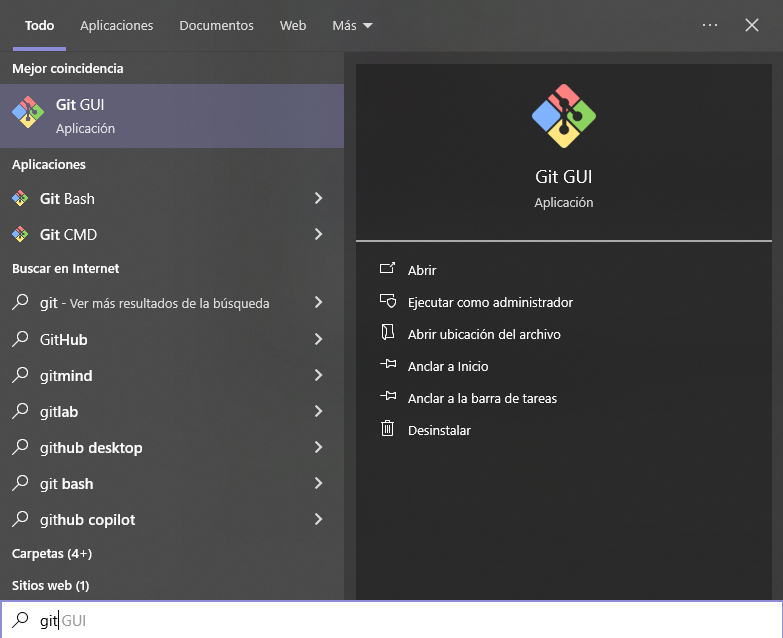 Todo Aplicaciones Documentos Web Más
Mejor coincidencia
Git GUI
Aplicación
Aplicaciones
Git Bash
Git CMD
Buscar en Internet
git - Ver más resultados de la búsqueda
GitHub
gitmind
gitlab
github desktop
git bash
github copilot
Carpetas (4+)
Sitios web (1)
git GUI
Git GUI
Aplicación
Abrir
Ejecutar como administrador
Abrir ubicación del archivo
Anclar a Inicio
Anclar a la barra de tareas
Desinstalar